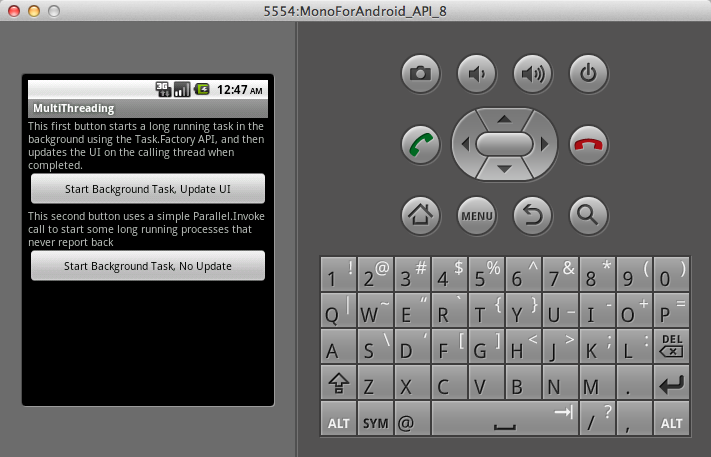 5554:MonoForAndroid_API_8
3G 12:47 AM
MultiThreading
This first button starts a long running task in the
background using the Task.Factory API, and then
updates the UI on the calling thread when
completed.
Start Background Task, Update UI
This second button uses a simple Parallel.Invoke
call to start some long running processes that
never report back
Start Background Task, No Update
MENU
1 ! 2 @ 3 # 4 $ 5 % 6 ^ 7 & 8 * 9 ( 0 )
Q | W ~ E “ R ` T { Y } U _ I - O + P =
A S \ D ‘ F [ G ] H < J > K ; L : DEL
Z X C V B N M .
ALT SYM @ / ? , ALT